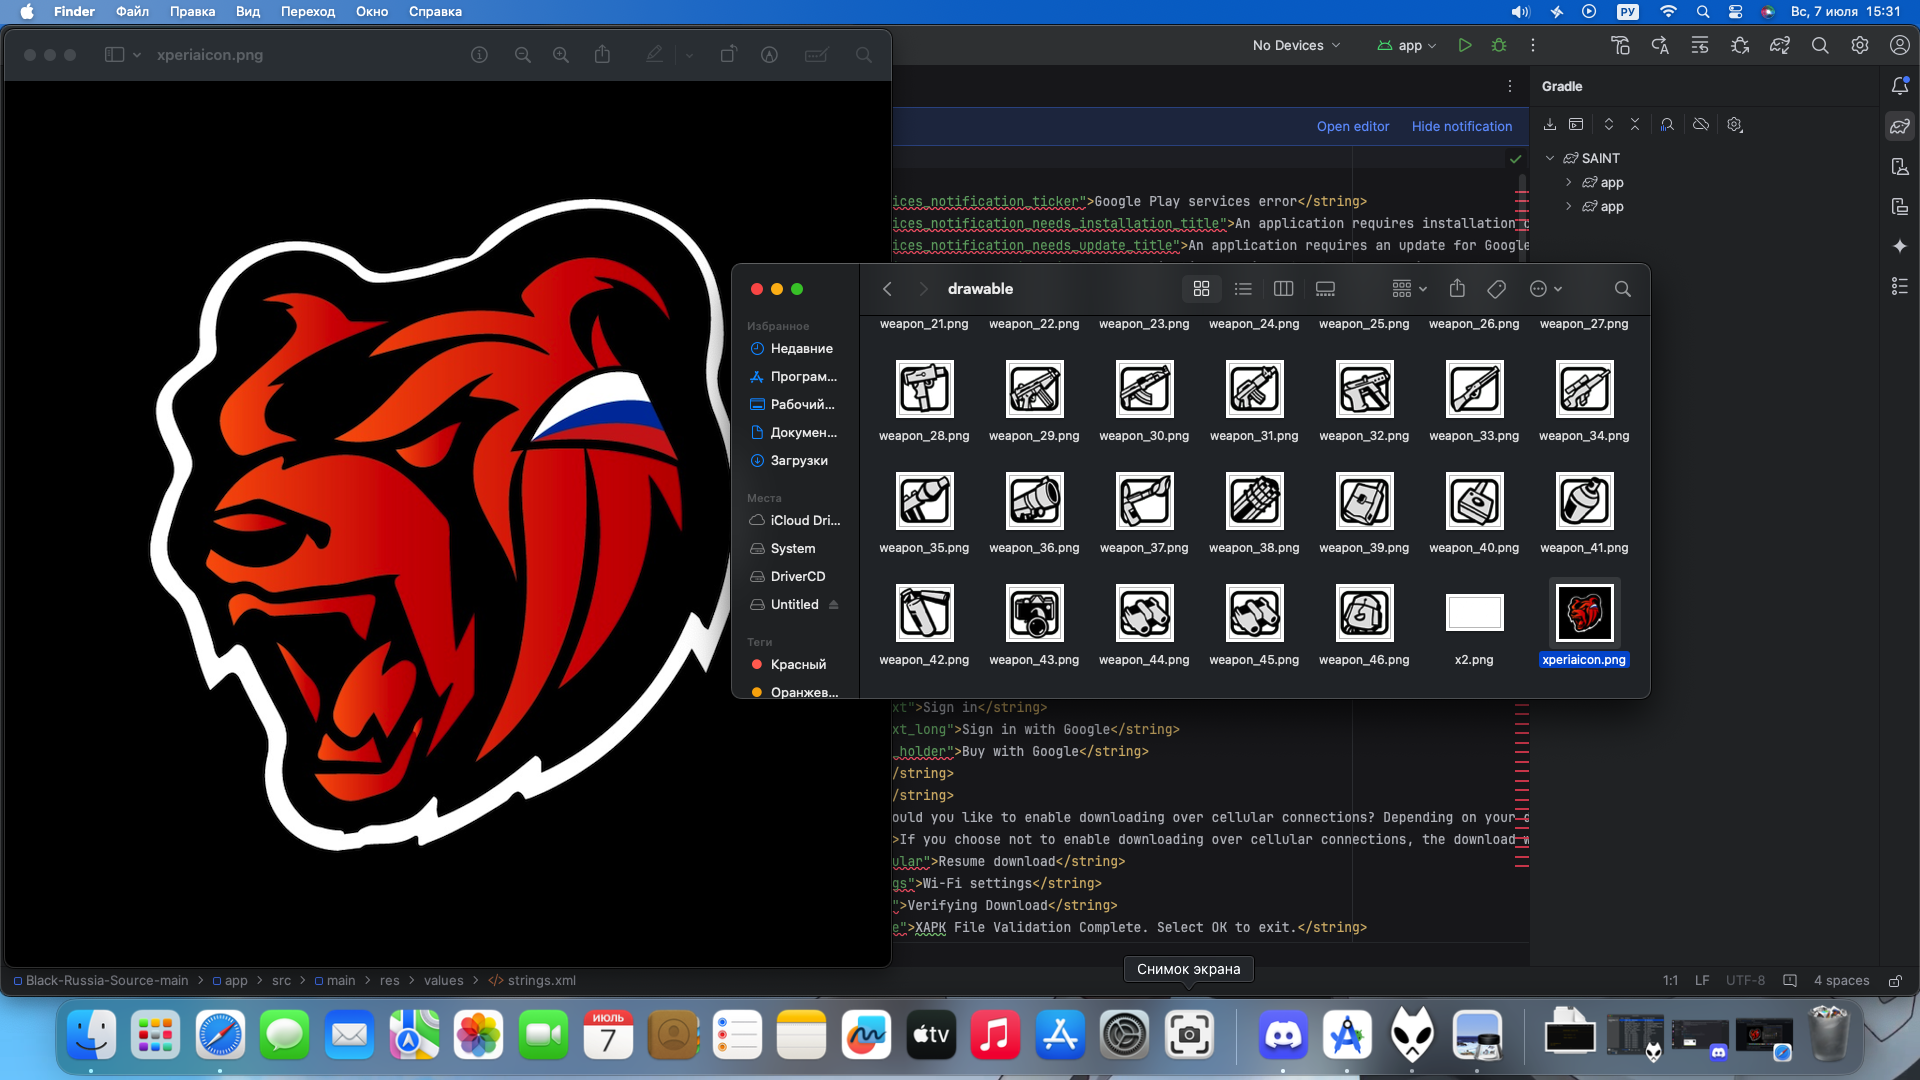 Finder Файл Правка Вид Переход Окно Справка РУ Вс, 7 июля 15:31
xperiaicon.png
No Devices app
Gradle
Open editor Hide notification
SAINT
app
app
ices_notification_ticker">Google Play services error</string>
ices_notification_needs_installation_title">An application requires installation
ices_notification_needs_update_title">An application requires an update for Google
drawable
Избранное
Недавние
Програм...
Рабочий...
Докумен...
Загрузки
Места
iCloud Dri...
System
DriverCD
Untitled
Теги
Красный
Оранжев...
weapon_21.png weapon_22.png weapon_23.png weapon_24.png weapon_25.png weapon_26.png weapon_27.png
weapon_28.png weapon_29.png weapon_30.png weapon_31.png weapon_32.png weapon_33.png weapon_34.png
weapon_35.png weapon_36.png weapon_37.png weapon_38.png weapon_39.png weapon_40.png weapon_41.png
weapon_42.png weapon_43.png weapon_44.png weapon_45.png weapon_46.png x2.png xperiaicon.png
xt">Sign in</string>
xt_long">Sign in with Google</string>
_holder">Buy with Google</string>
/string>
/string>
ould you like to enable downloading over cellular connections? Depending on your
>If you choose not to enable downloading over cellular connections, the download
ular">Resume download</string>
gs">Wi-Fi settings</string>
">Verifying Download</string>
e">XAPK File Validation Complete. Select OK to exit.</string>
Снимок экрана
Black-Russia-Source-main > app > src > main > res > values > </> strings.xml 1:1 LF UTF-8 4 spaces
ИЮЛЬ
7
tv